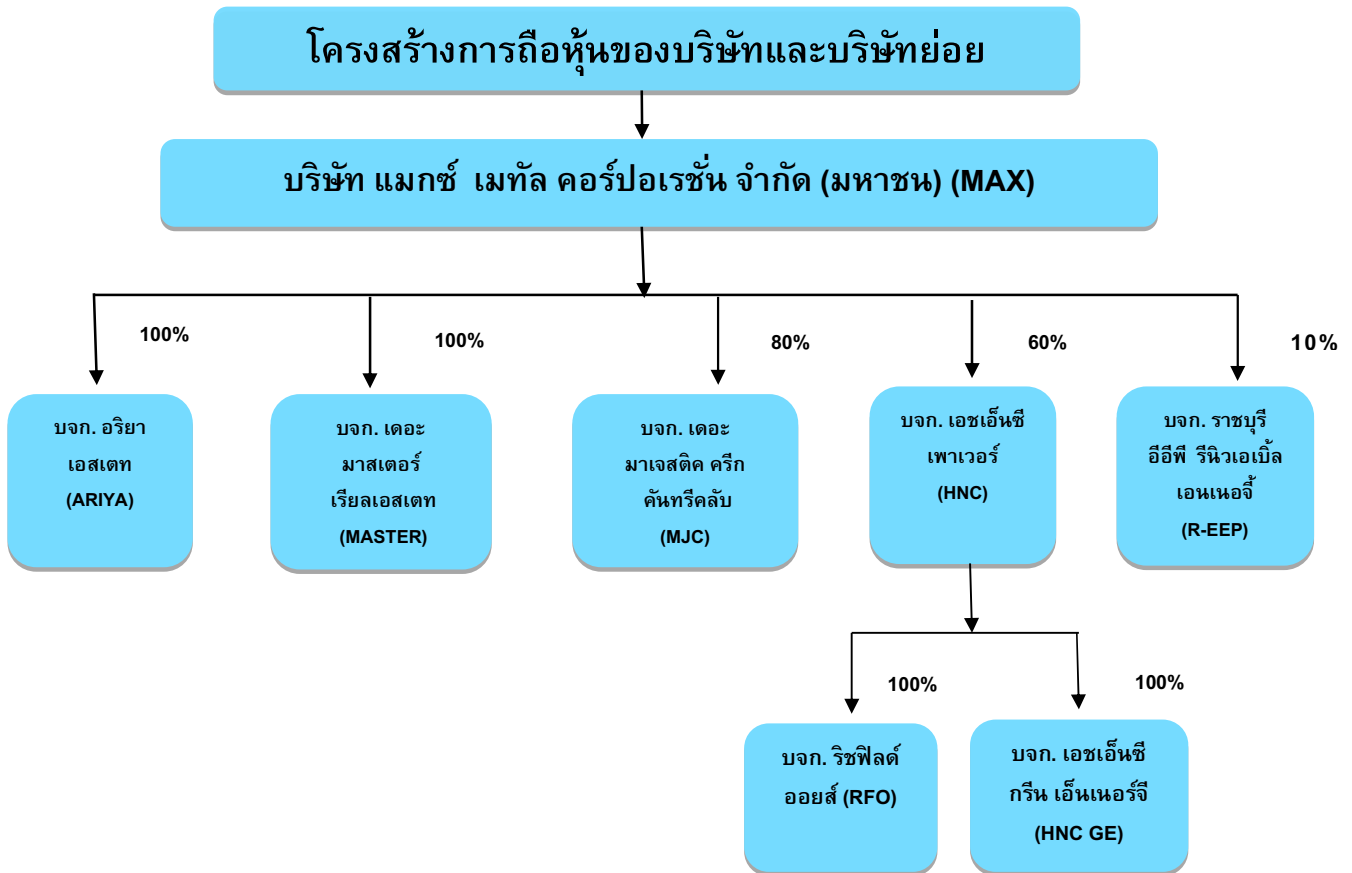 โครงสร้างการถือหุ้นของบริษัทและบริษัทย่อย
บริษัท แมกซ์ เมทัล คอร์ปอเรชั่น จำกัด (มหาชน) (MAX)
100%
100%
80%
60%
10%
บจก. อริยา
เอสเตท
(ARIYA)
บจก. เดอะ
มาสเตอร์
เรียลเอสเตท
(MASTER)
บจก. เดอะ
มาเจสติค ครีก
คันทรีคลับ
(MJC)
บจก. เอชเอ็นซี
เพาเวอร์
(HNC)
บจก. ราชบุรี
อีอีพี รีนิวเอเบิ้ล
เอนเนอจี้
(R-EEP)
100%
100%
บจก. ริชฟิลด์
ออยส์ (RFO)
บจก. เอชเอ็นซี
กรีน เอ็นเนอร์จี
(HNC GE)